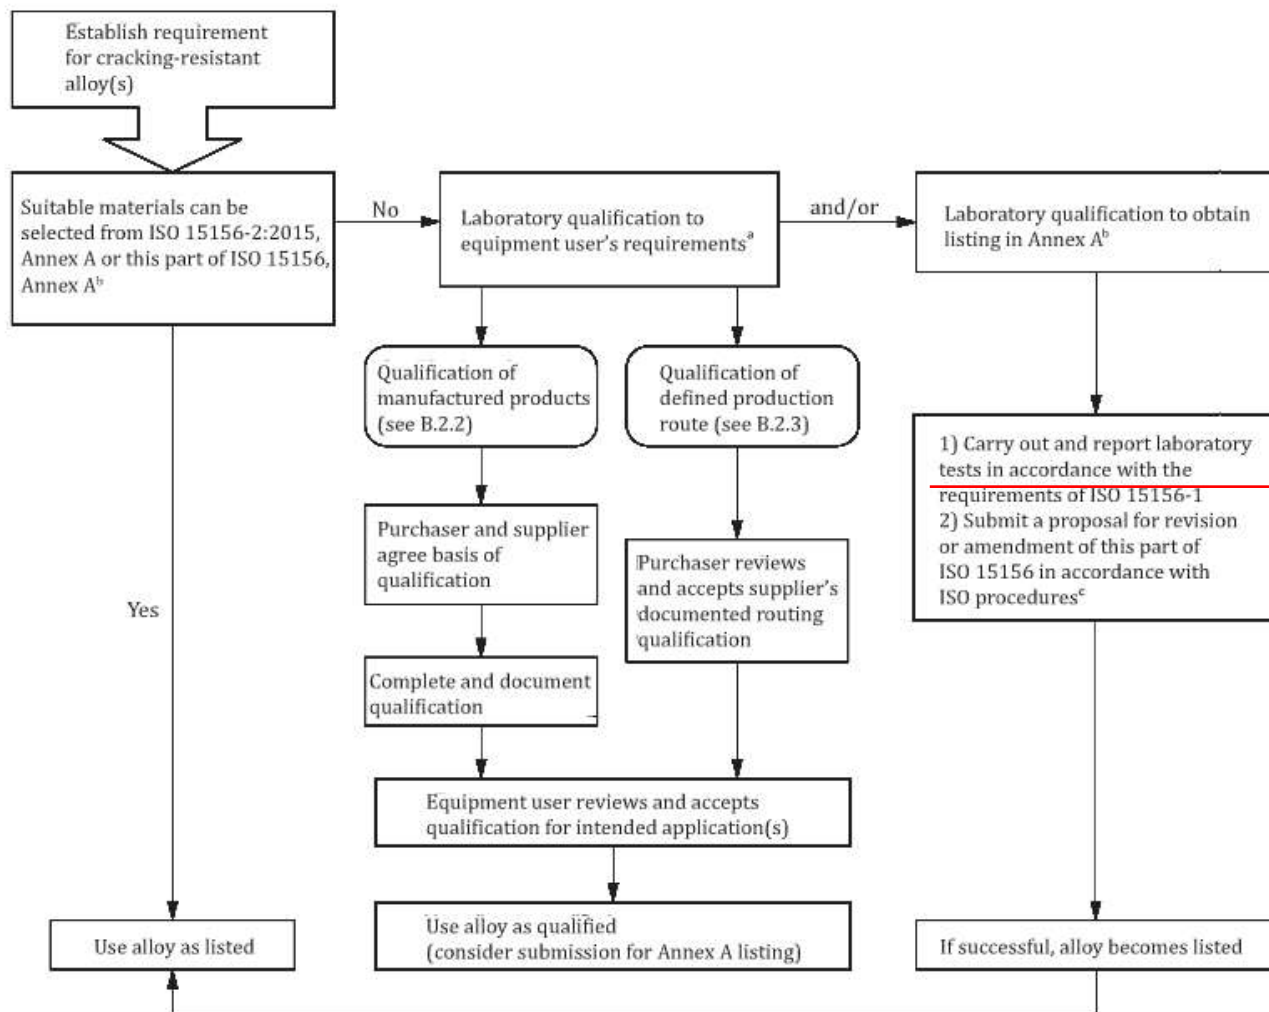 Establish requirement
for cracking-resistant
alloy(s)
Suitable materials can be
selected from ISO 15156-2:2015,
Annex A or this part of ISO 15156,
Annex Aᵇ
No
Laboratory qualification to
equipment user's requirementsᵃ
and/or
Laboratory qualification to obtain
listing in Annex Aᵇ
Qualification of
manufactured products
(see B.2.2)
Qualification of
defined production
route (see B.2.3)
1) Carry out and report laboratory
tests in accordance with the
requirements of ISO 15156-1
2) Submit a proposal for revision
or amendment of this part of
ISO 15156 in accordance with
ISO proceduresᶜ
Purchaser and supplier
agree basis of
qualification
Purchaser reviews
and accepts supplier's
documented routing
qualification
Yes
Complete and document
qualification
Equipment user reviews and accepts
qualification for intended application(s)
Use alloy as listed
Use alloy as qualified
(consider submission for Annex A listing)
If successful, alloy becomes listed